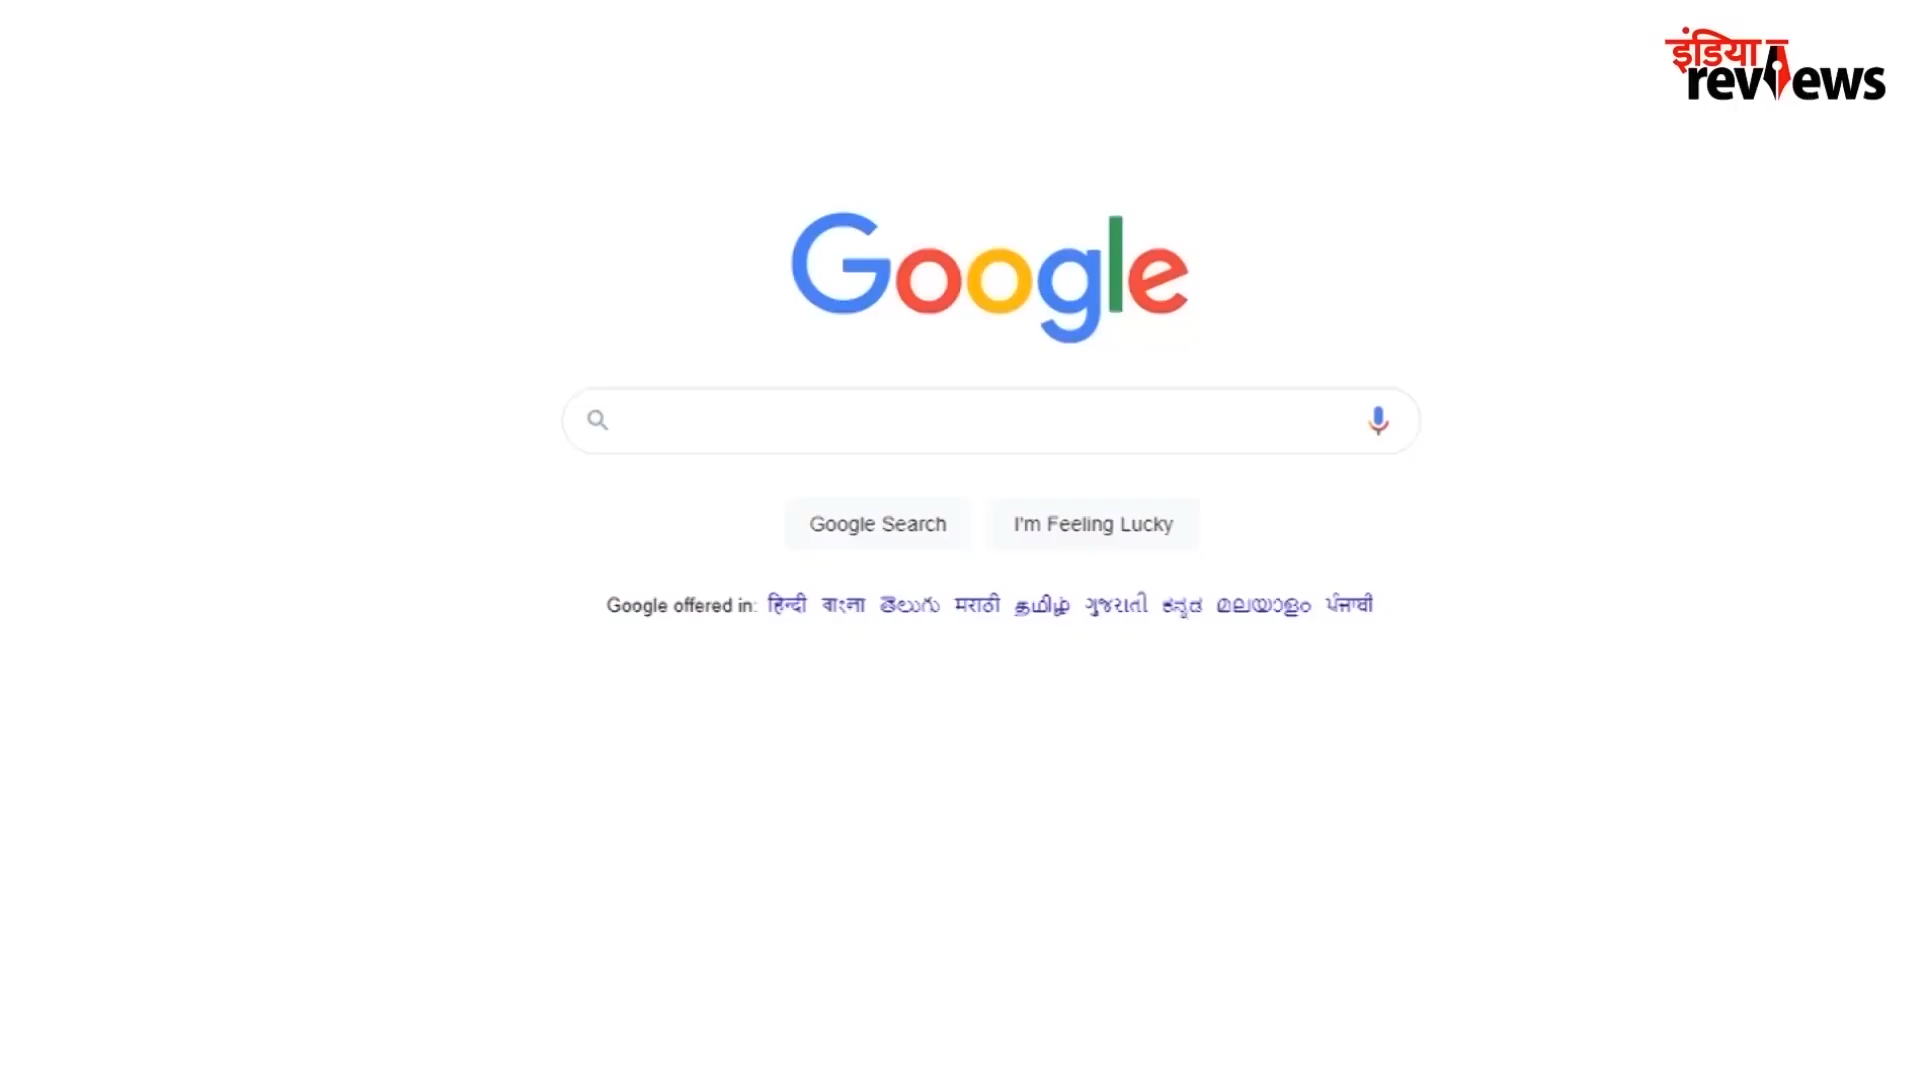 इंडिया
reviews
Google
Google Search
I'm Feeling Lucky
Google offered in: हिन्दी বাংলা తెలుగు मराठी தமிழ் ગુજરાતી ಕನ್ನಡ മലയാളം ਪੰਜਾਬੀ